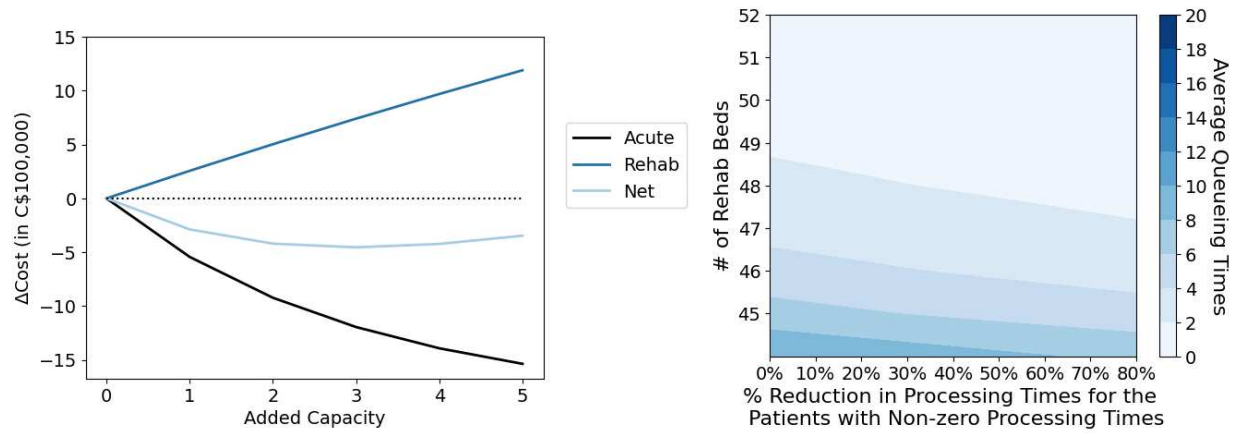 ΔCost (in C$100,000)
15
10
5
0
−5
−10
−15
0 1 2 3 4 5
Added Capacity
Acute
Rehab
Net
# of Rehab Beds
52
51
50
49
48
47
46
45
0% 10% 20% 30% 40% 50% 60% 70% 80%
% Reduction in Processing Times for the
Patients with Non-zero Processing Times
20
18
16
14
12
10
8
6
4
2
0
Average Queueing Times